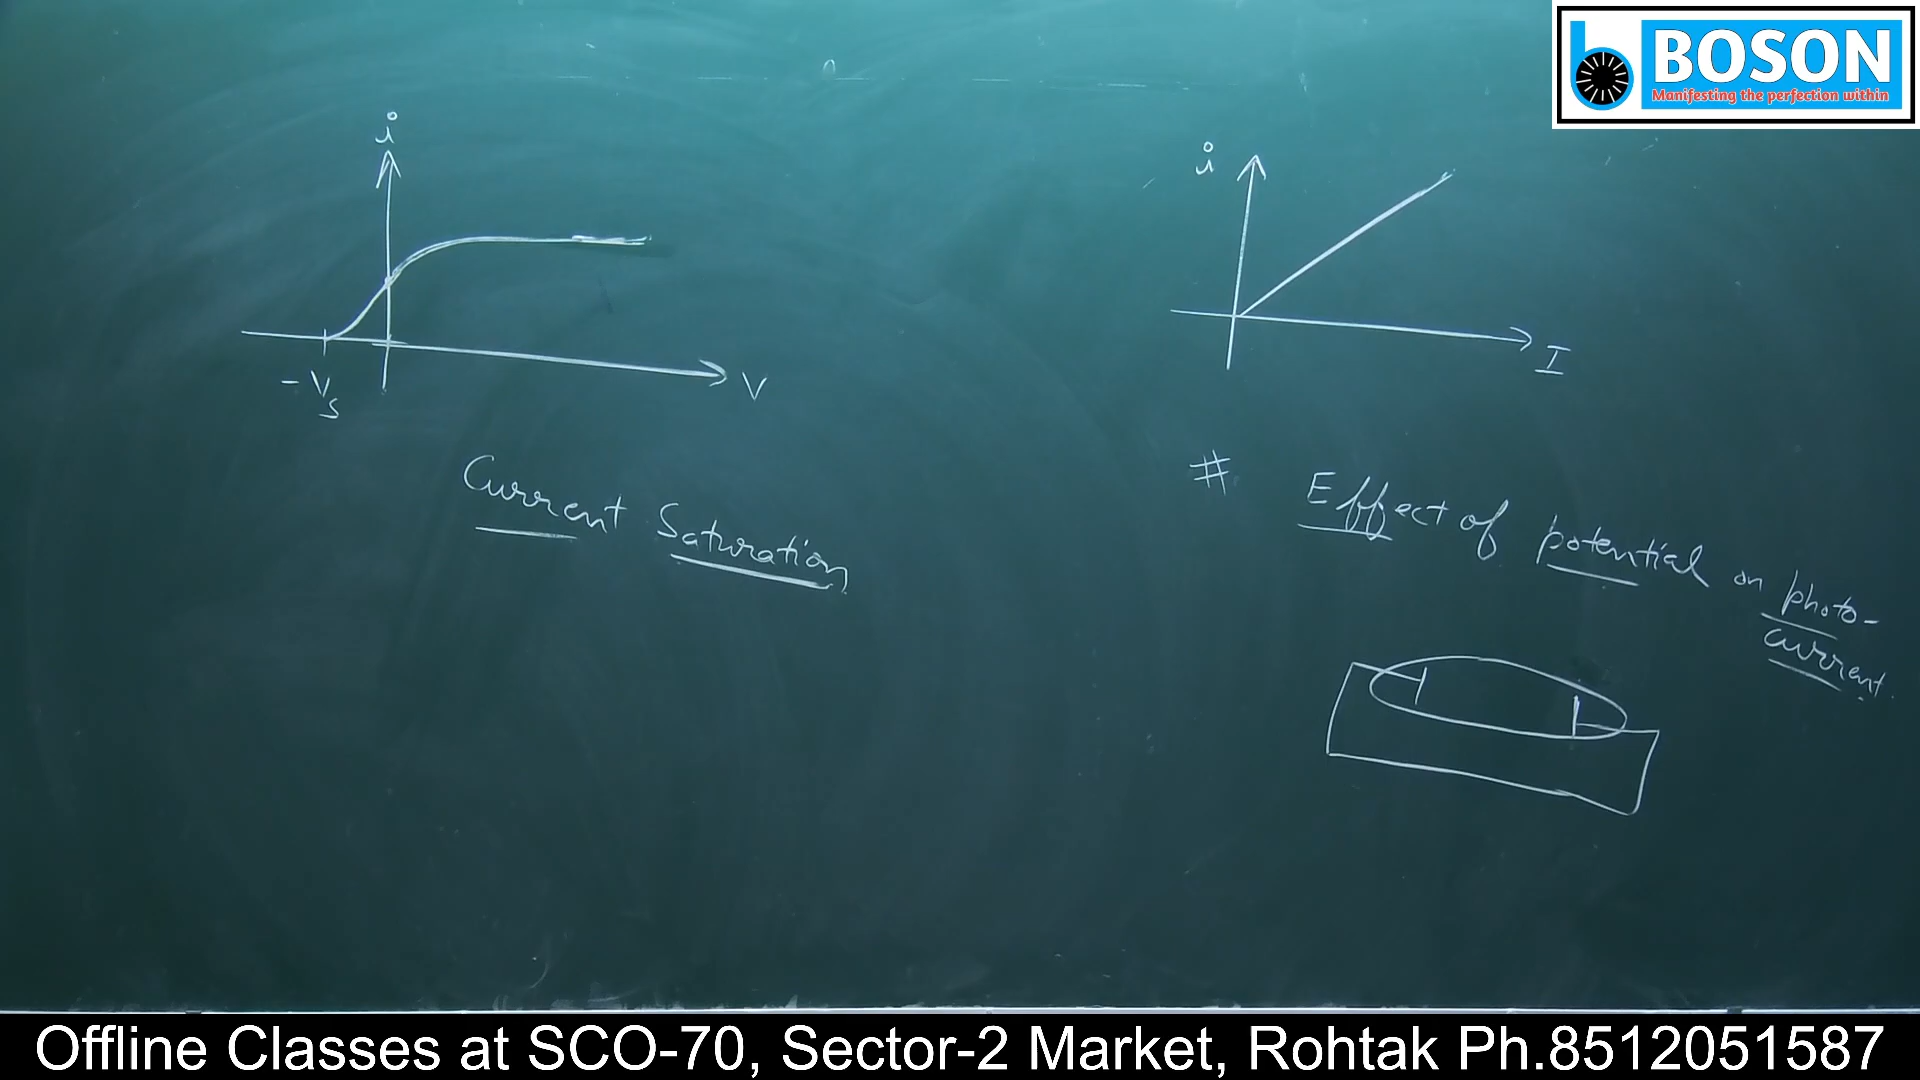 BOSON
Manifesting the perfection within
i
V
-Vs
Current Saturation
i
I
# Effect of potential on photo-
current
Offline Classes at SCO-70, Sector-2 Market, Rohtak Ph.8512051587